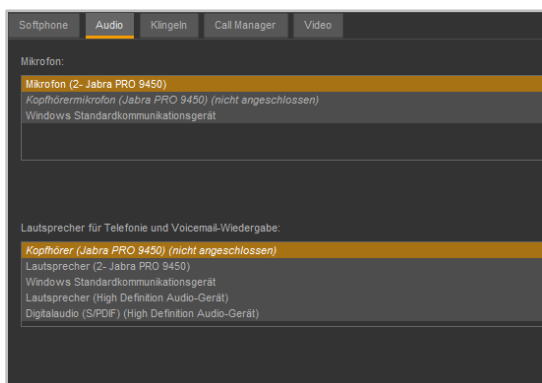 Softphone Audio Klingeln Call Manager Video
Mikrofon:
Mikrofon (2- Jabra PRO 9450)
Kopfhörermikrofon (Jabra PRO 9450) (nicht angeschlossen)
Windows Standardkommunikationsgerät
Lautsprecher für Telefonie und Voicemail-Wiedergabe:
Kopfhörer (Jabra PRO 9450) (nicht angeschlossen)
Lautsprecher (2- Jabra PRO 9450)
Windows Standardkommunikationsgerät
Lautsprecher (High Definition Audio-Gerät)
Digitalaudio (S/PDIF) (High Definition Audio-Gerät)